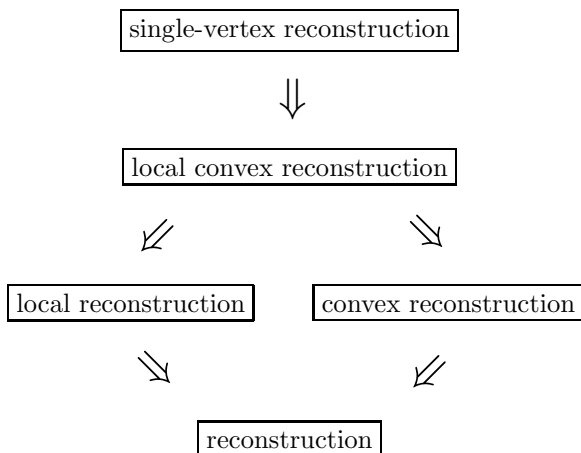 single-vertex reconstruction
local convex reconstruction
local reconstruction
convex reconstruction
reconstruction